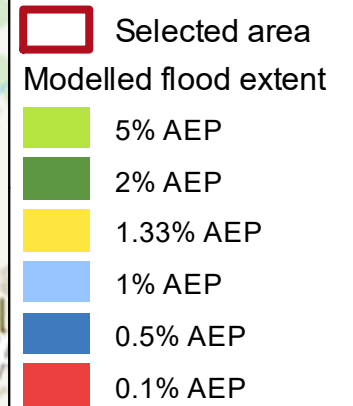 Selected area
Modelled flood extent
5% AEP
2% AEP
1.33% AEP
1% AEP
0.5% AEP
0.1% AEP